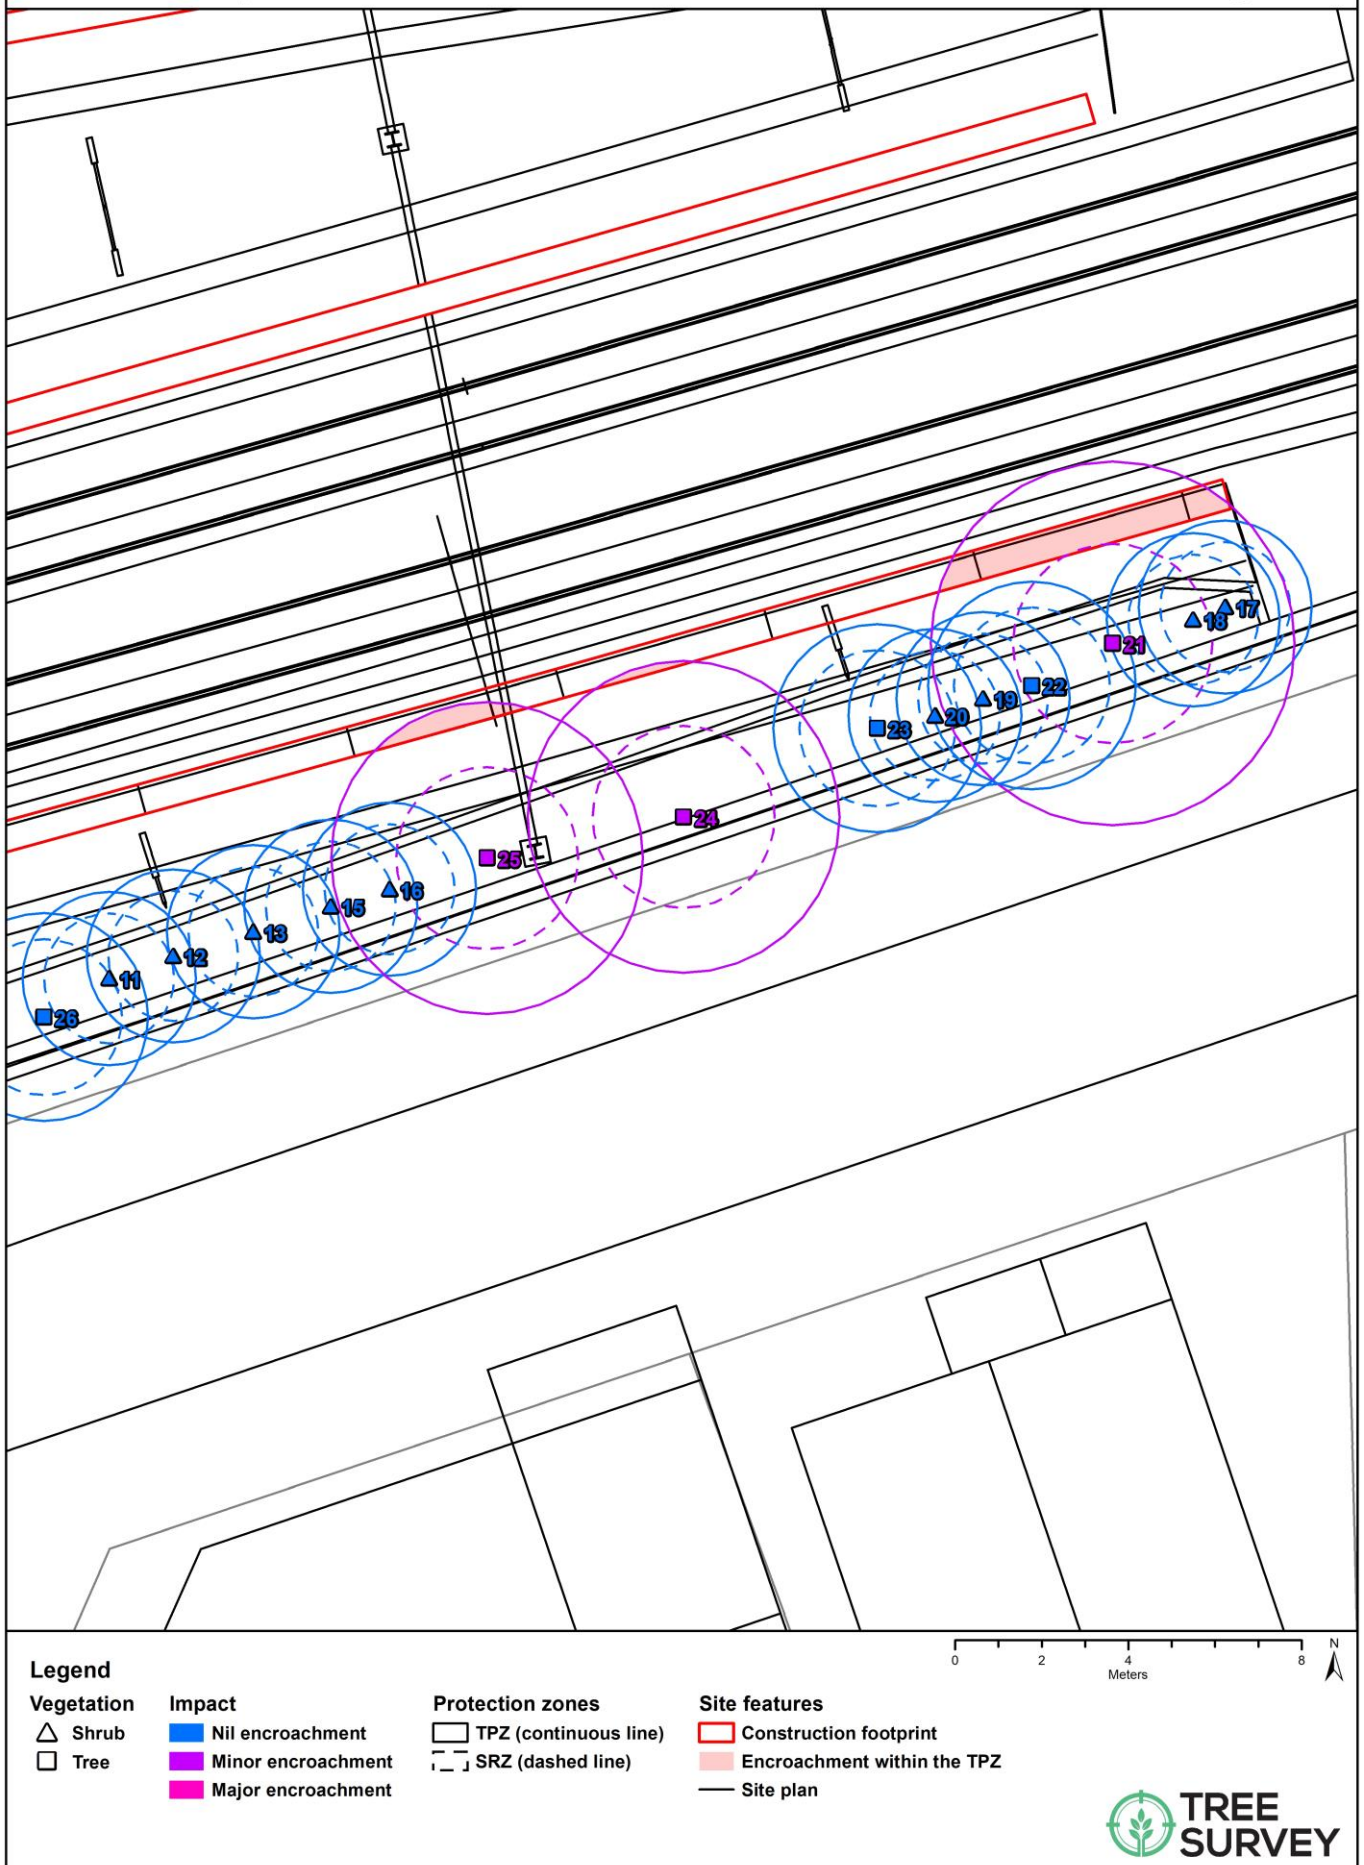 17
18
21
22
19
20
23
24
25
16
15
13
12
11
26
0 2 4 8
Meters
N
Legend
Vegetation
Shrub
Tree
Impact
Nil encroachment
Minor encroachment
Major encroachment
Protection zones
TPZ (continuous line)
SRZ (dashed line)
Site features
Construction footprint
Encroachment within the TPZ
Site plan
TREE
SURVEY